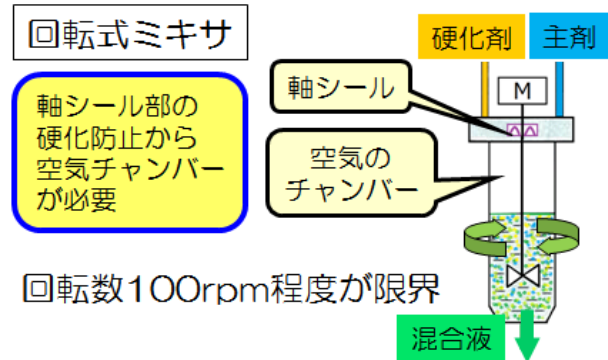 回転式ミキサ
硬化剤
主剤
軸シール部の
硬化防止から
空気チャンバー
が必要
軸シール
M
空気の
チャンバー
回転数100rpm程度が限界
混合液